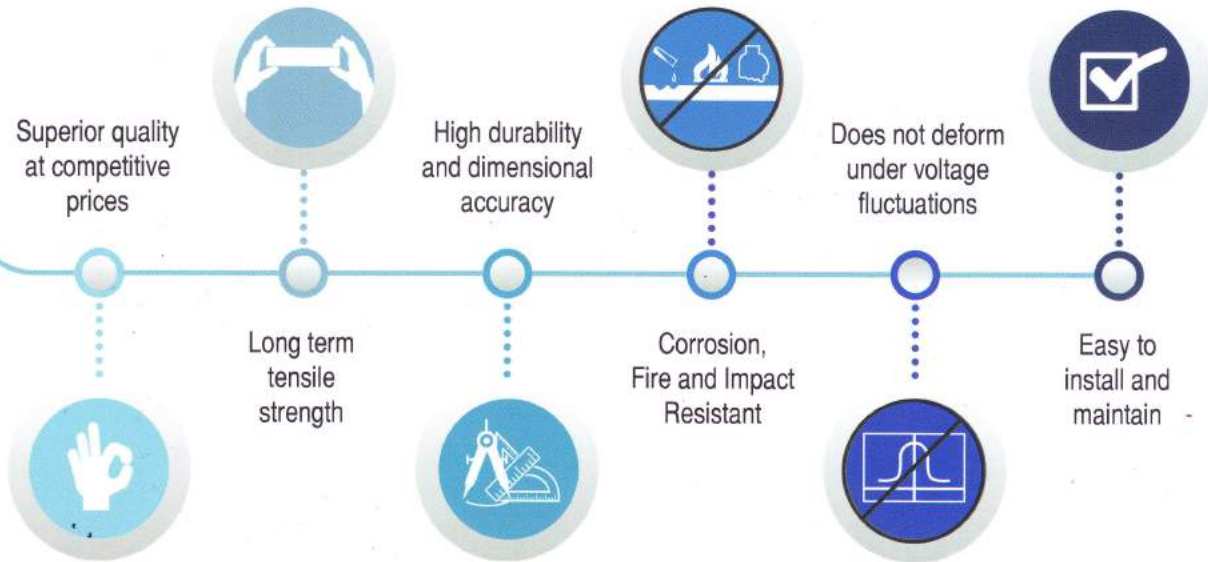 Superior quality
at competitive
prices
Long term
tensile
strength
High durability
and dimensional
accuracy
Corrosion,
Fire and Impact
Resistant
Does not deform
under voltage
fluctuations
Easy to
install and
maintain